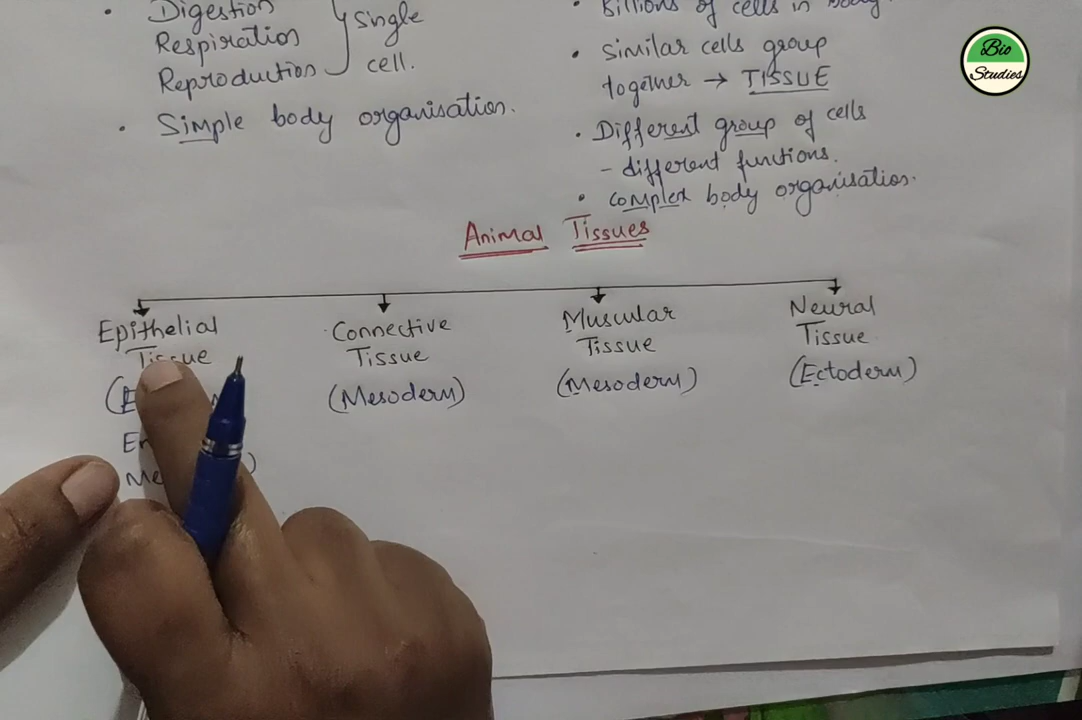 • Digestion
Respiration
Reproduction
single
cell.
• Simple body organisation.
• Billions of cells in body.
• similar cells group
together → TISSUE
• Different group of cells
- different functions.
• complex body organisation.
Bio
Studies
Animal Tissues
Epithelial
Tissue
Connective
Tissue
(Mesoderm)
Muscular
Tissue
(Mesoderm)
Neural
Tissue
(Ectoderm)